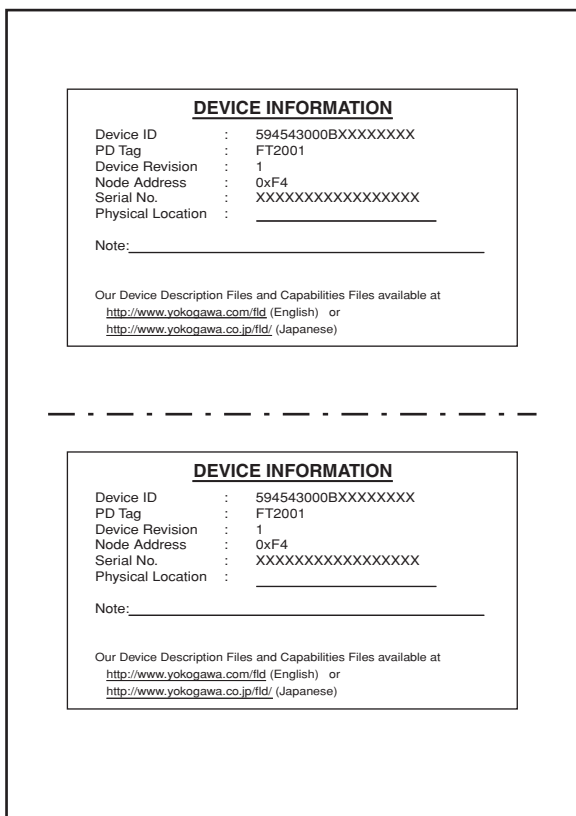 DEVICE INFORMATION
Device ID : 594543000BXXXXXXXX
PD Tag : FT2001
Device Revision : 1
Node Address : 0xF4
Serial No. : XXXXXXXXXXXXXXXXX
Physical Location :
Note:
Our Device Description Files and Capabilities Files available at
http://www.yokogawa.com/fld (English) or
http://www.yokogawa.co.jp/fld/ (Japanese)
DEVICE INFORMATION
Device ID : 594543000BXXXXXXXX
PD Tag : FT2001
Device Revision : 1
Node Address : 0xF4
Serial No. : XXXXXXXXXXXXXXXXX
Physical Location :
Note:
Our Device Description Files and Capabilities Files available at
http://www.yokogawa.com/fld (English) or
http://www.yokogawa.co.jp/fld/ (Japanese)